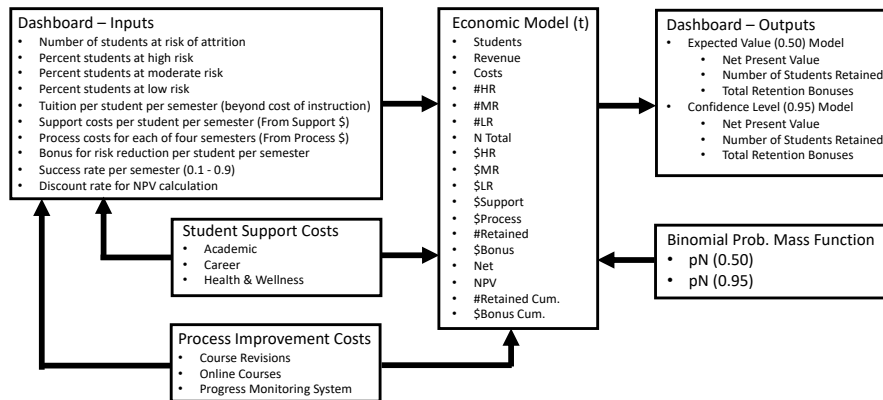 Dashboard – Inputs
• Number of students at risk of attrition
• Percent students at high risk
• Percent students at moderate risk
• Percent students at low risk
• Tuition per student per semester (beyond cost of instruction)
• Support costs per student per semester (From Support $)
• Process costs for each of four semesters (From Process $)
• Bonus for risk reduction per student per semester
• Success rate per semester (0.1 - 0.9)
• Discount rate for NPV calculation
Student Support Costs
• Academic
• Career
• Health & Wellness
Process Improvement Costs
• Course Revisions
• Online Courses
• Progress Monitoring System
Economic Model (t)
• Students
• Revenue
• Costs
• #HR
• #MR
• #LR
• N Total
• $HR
• $MR
• $LR
• $Support
• $Process
• #Retained
• $Bonus
• Net
• NPV
• #Retained Cum.
• $Bonus Cum.
Dashboard – Outputs
• Expected Value (0.50) Model
• Net Present Value
• Number of Students Retained
• Total Retention Bonuses
• Confidence Level (0.95) Model
• Net Present Value
• Number of Students Retained
• Total Retention Bonuses
Binomial Prob. Mass Function
• pN (0.50)
• pN (0.95)